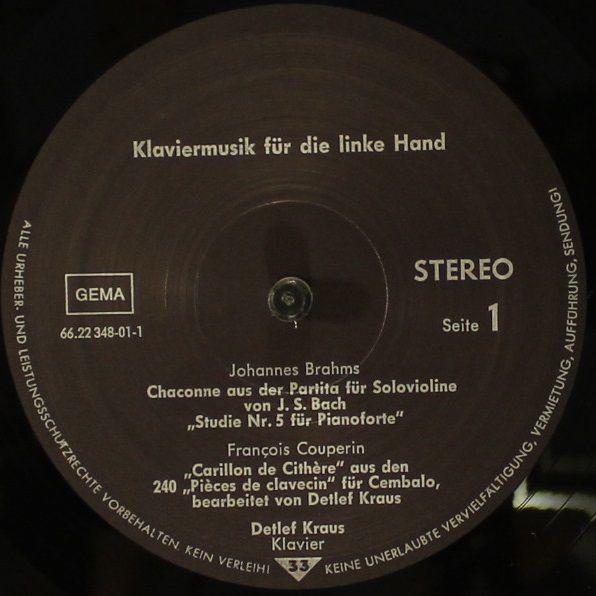 Klaviermusik für die linke Hand
GEMA
66.22 348-01-1
STEREO
Seite 1
Johannes Brahms
Chaconne aus der Partita für Solovioline
von J. S. Bach
„Studie Nr. 5 für Pianoforte“
François Couperin
„Carillon de Cithère“ aus den
240 „Pièces de clavecin“ für Cembalo,
bearbeitet von Detlef Kraus
Detlef Kraus
Klavier
33
ALLE URHEBER- UND LEISTUNGSSCHUTZRECHTE VORBEHALTEN. KEIN VERLEIH! KEINE UNERLAUBTE VERVIELFÄLTIGUNG, VERMIETUNG, AUFFÜHRUNG, SENDUNG!